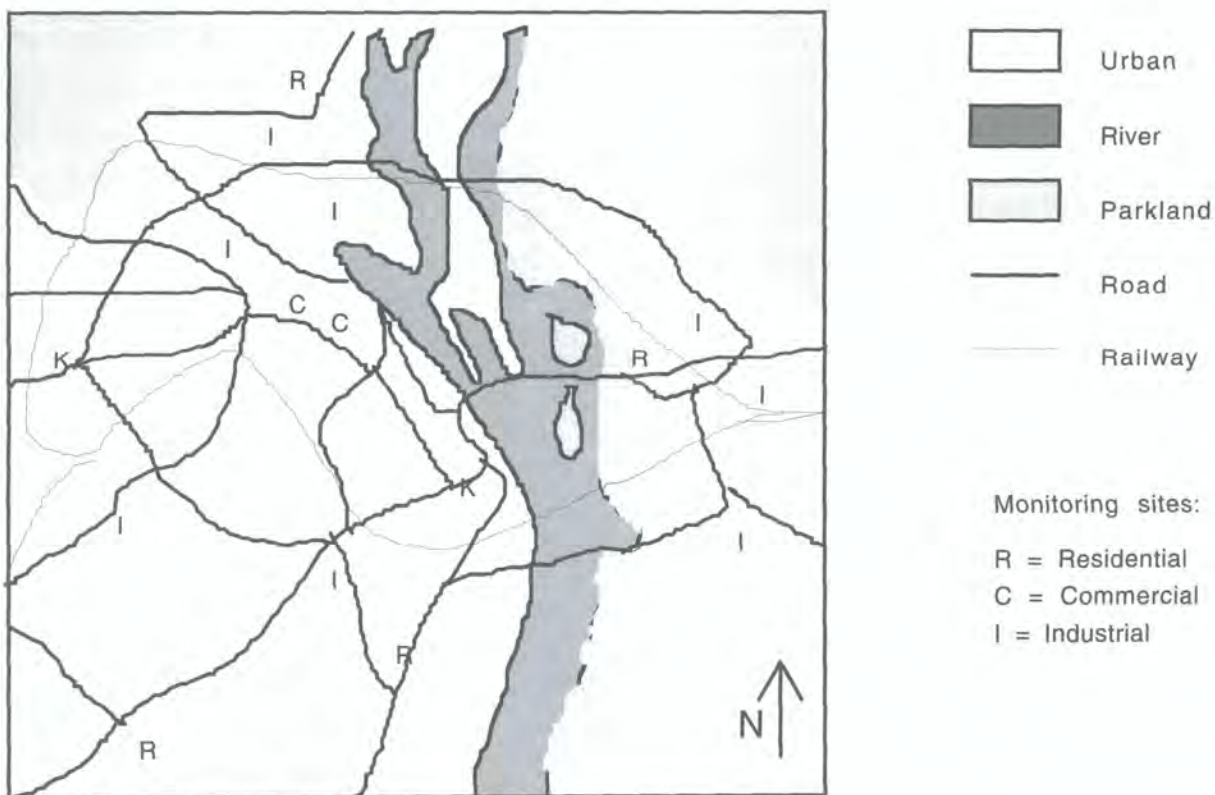 R
I
I
I
C
C
I
K
R
I
K
I
I
I
R
R
N
Urban
River
Parkland
Road
Railway
Monitoring sites:
R = Residential
C = Commercial
I = Industrial